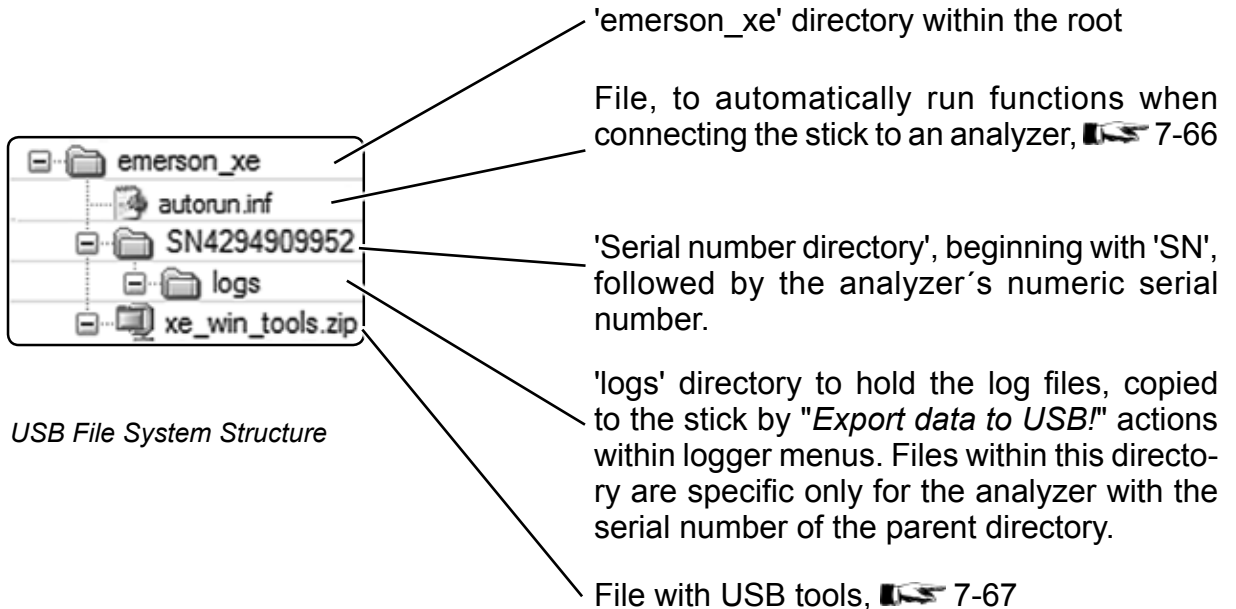 'emerson_xe' directory within the root
File, to automatically run functions when
connecting the stick to an analyzer, 7-66
emerson_xe
autorun.inf
SN4294909952
logs
xe_win_tools.zip
'Serial number directory', beginning with 'SN',
followed by the analyzer´s numeric serial
number.
'logs' directory to hold the log files, copied
to the stick by "Export data to USB!" actions
within logger menus. Files within this directo-
ry are specific only for the analyzer with the
serial number of the parent directory.
USB File System Structure
File with USB tools, 7-67